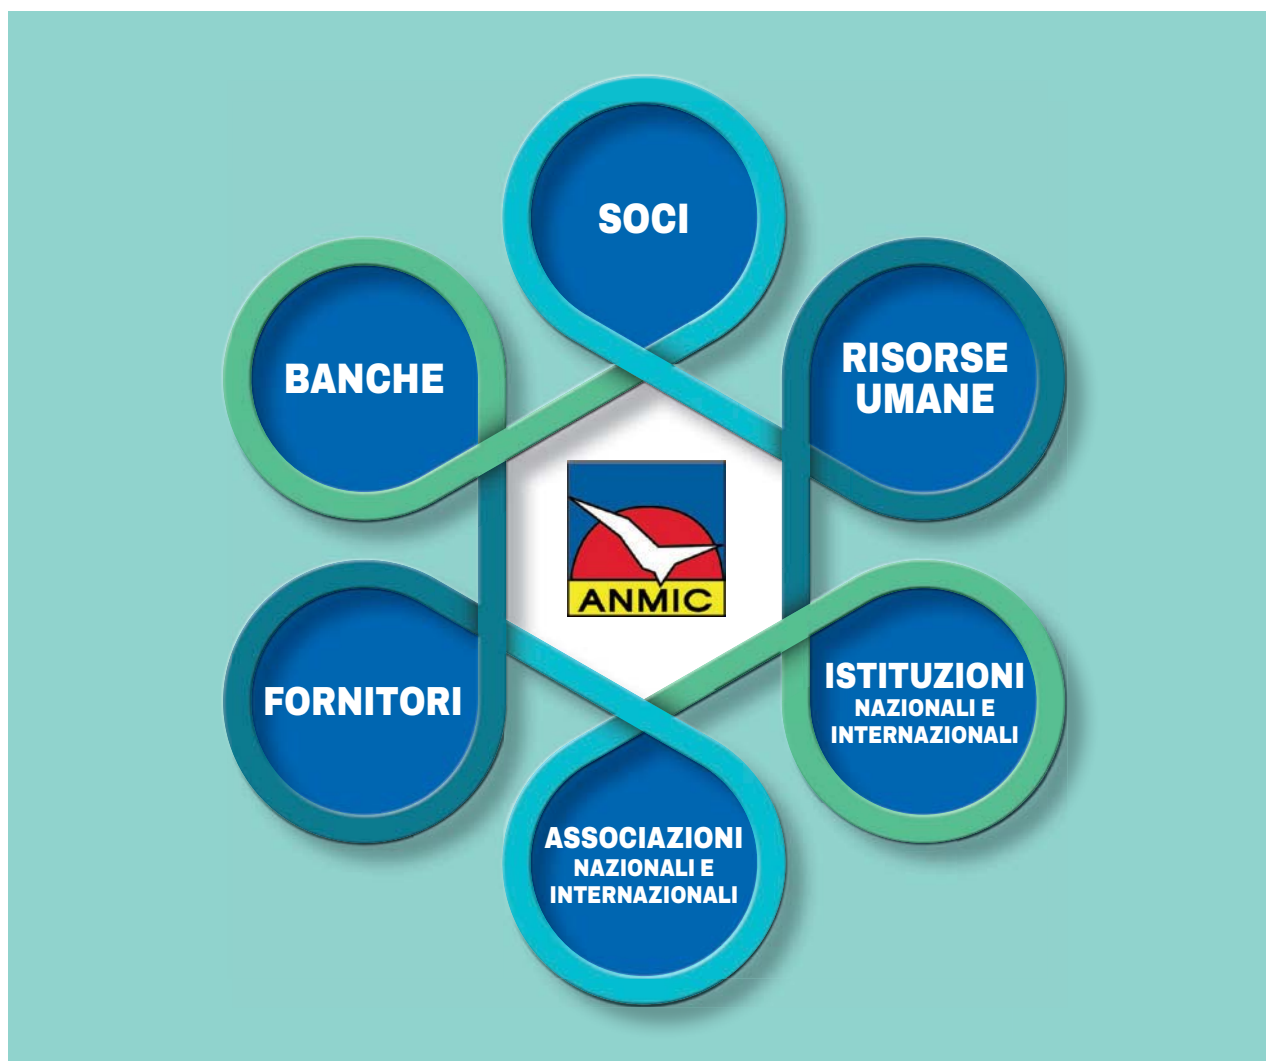 SOCI
BANCHE
RISORSE
UMANE
ANMIC
FORNITORI
ISTITUZIONI
NAZIONALI E
INTERNAZIONALI
ASSOCIAZIONI
NAZIONALI E
INTERNAZIONALI